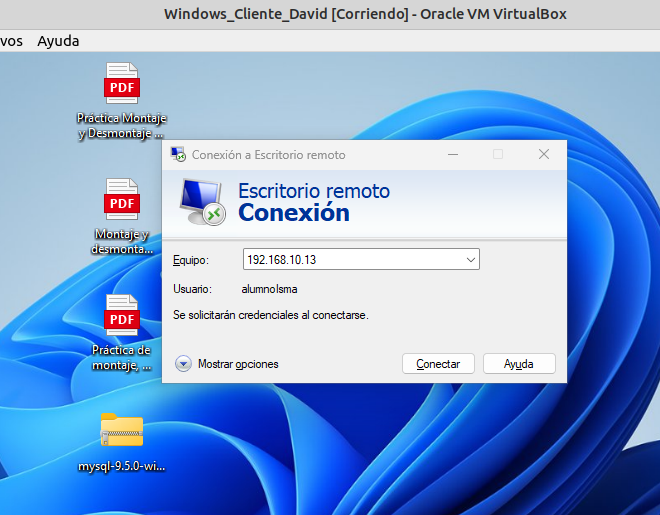 Windows_Cliente_David [Corriendo] - Oracle VM VirtualBox
vos Ayuda
PDF
Práctica Montaje
y Desmontaje ...
PDF
Montaje y
desmonta...
PDF
Práctica de
montaje, ...
mysql-9.5.0-wi...
Conexión a Escritorio remoto
Escritorio remoto
Conexión
Equipo: 192.168.10.13
Usuario: alumnolsma
Se solicitarán credenciales al conectarse.
Mostrar opciones Conectar Ayuda